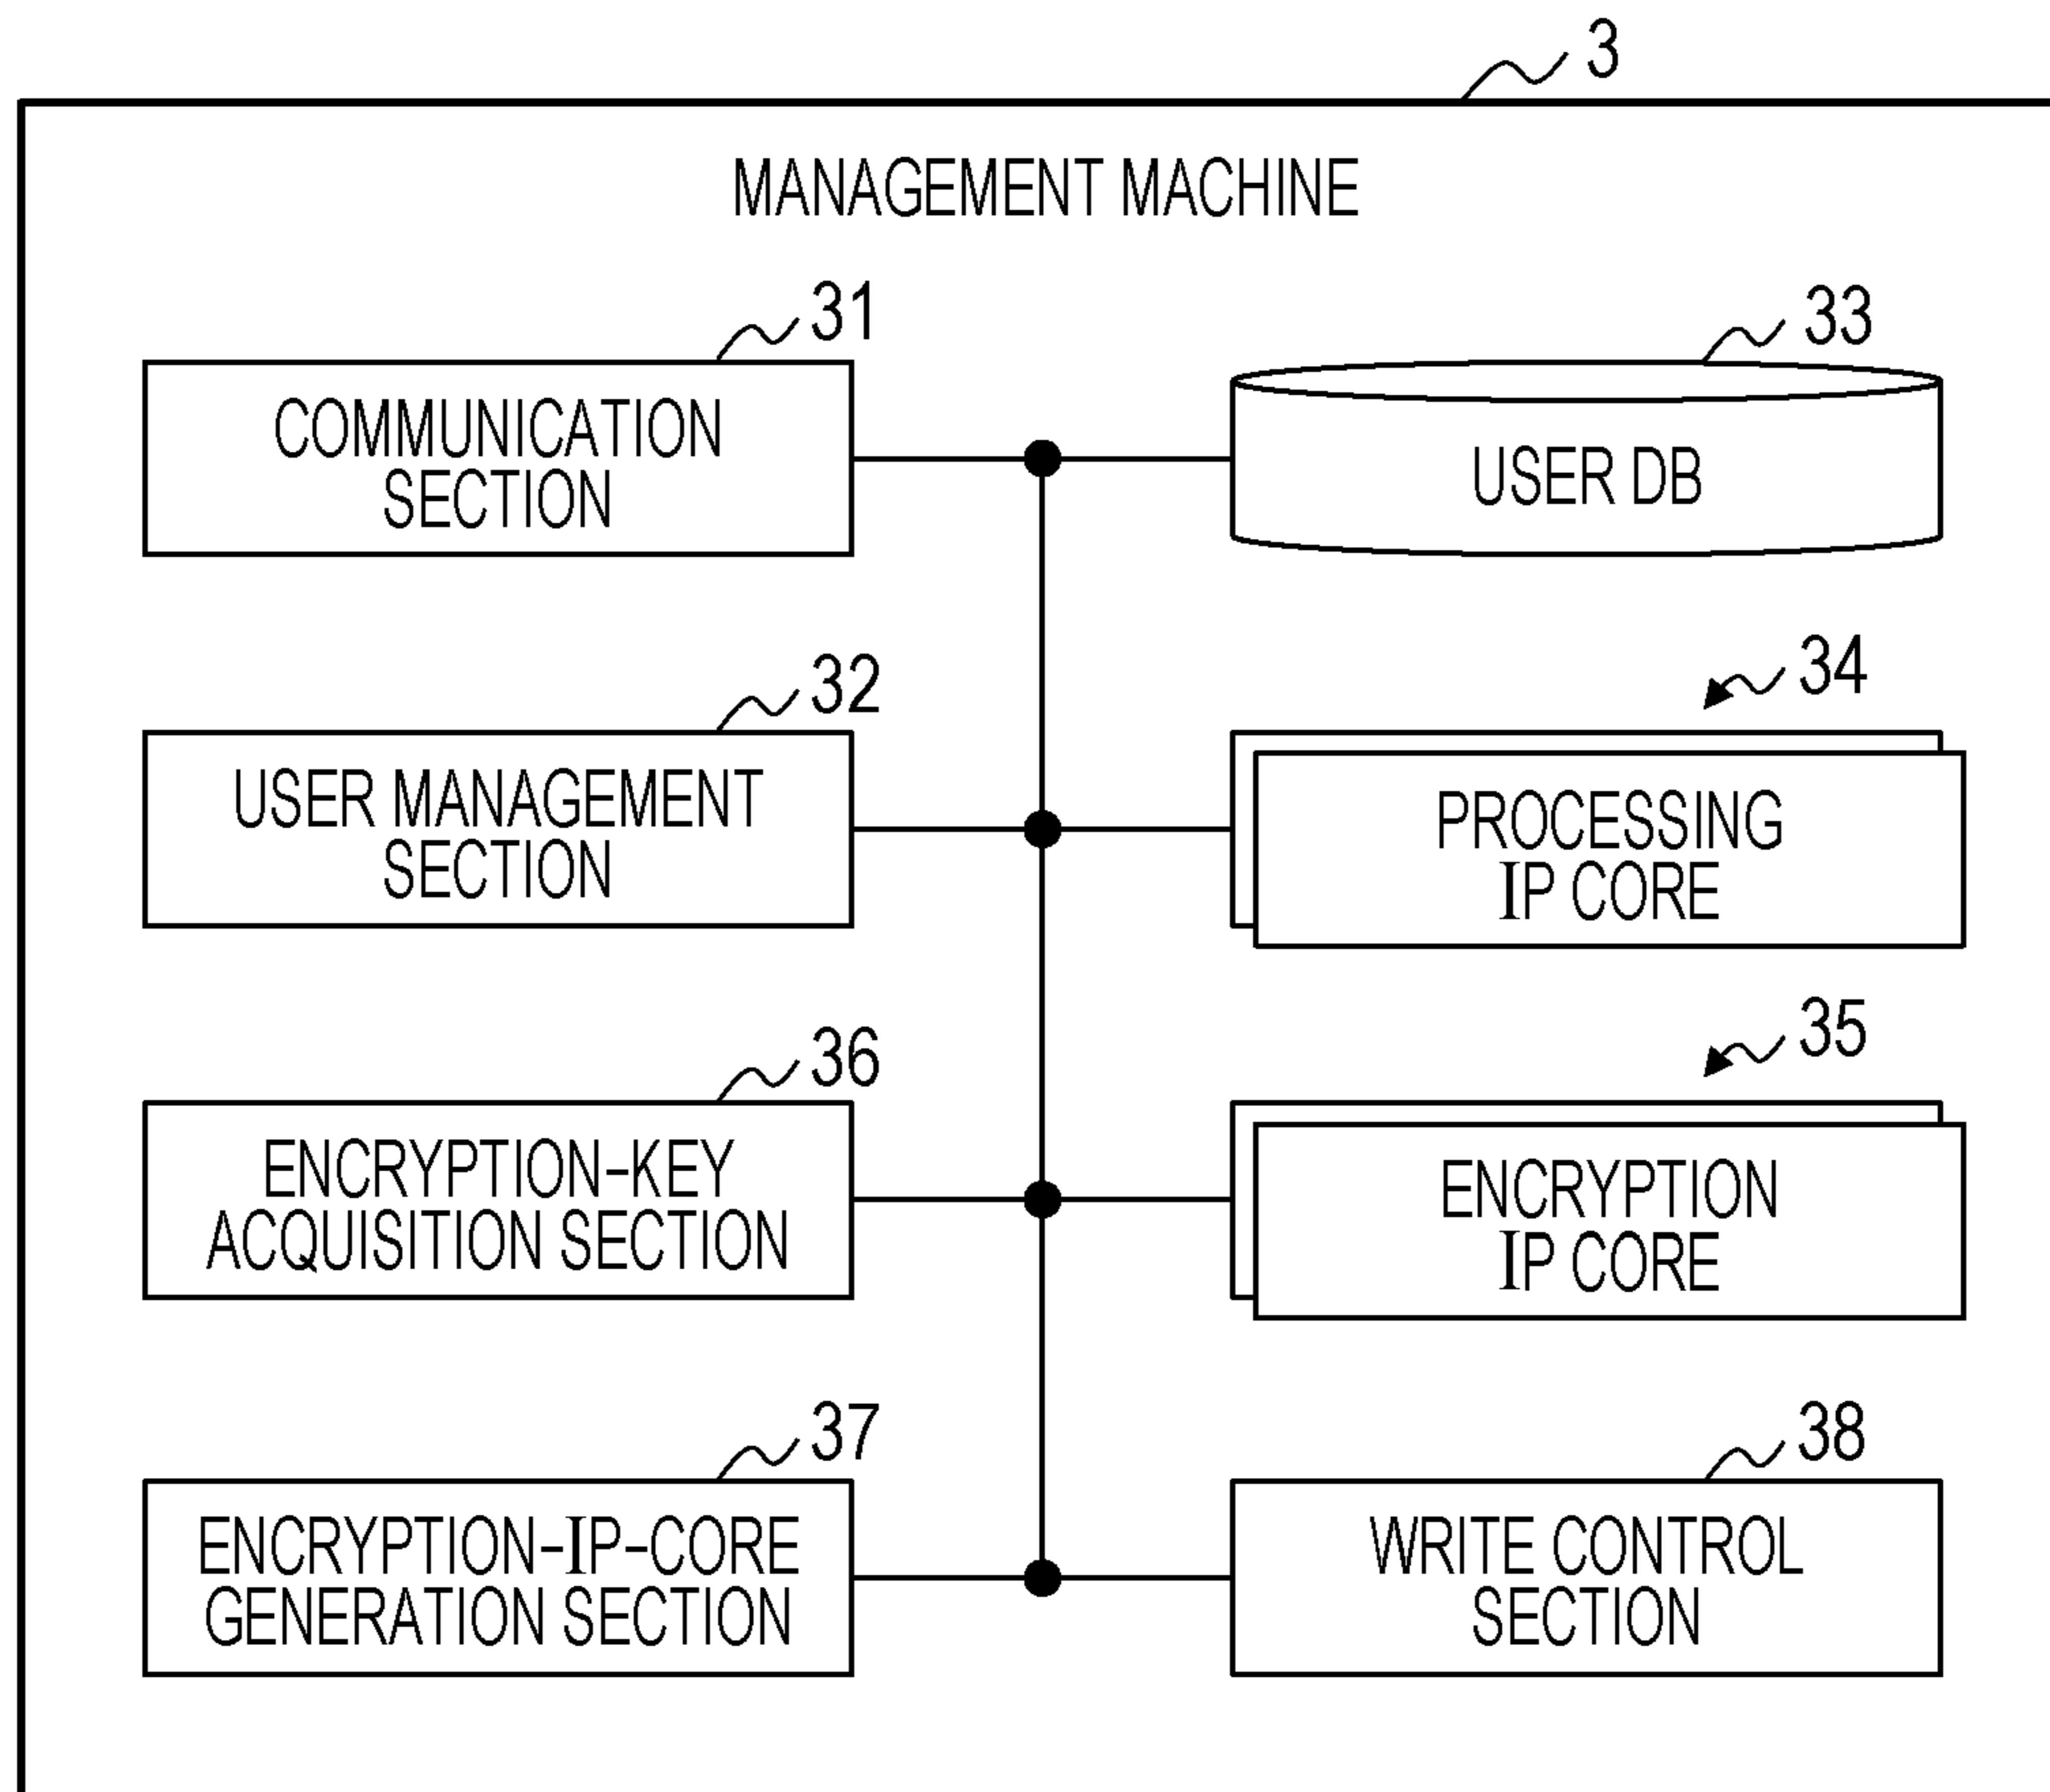 3
MANAGEMENT MACHINE
31
COMMUNICATION
SECTION
33
USER DB
32
USER MANAGEMENT
SECTION
34
PROCESSING
IP CORE
36
ENCRYPTION-KEY
ACQUISITION SECTION
35
ENCRYPTION
IP CORE
37
ENCRYPTION-IP-CORE
GENERATION SECTION
38
WRITE CONTROL
SECTION